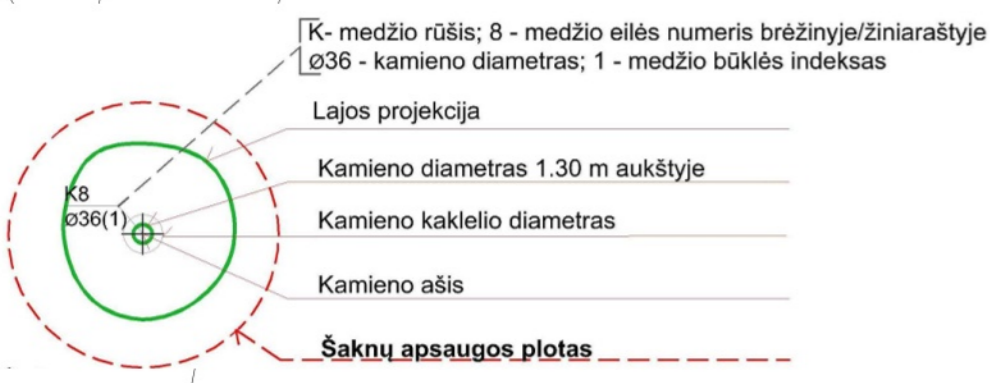 K- medžio rūšis; 8 - medžio eilės numeris brėžinyje/žiniaraštyje
Ø36 - kamieno diametras; 1 - medžio būklės indeksas
Lajos projekcija
Kamieno diametras 1.30 m aukštyje
K8
Ø36(1)
Kamieno kaklelio diametras
Kamieno ašis
Šaknų apsaugos plotas